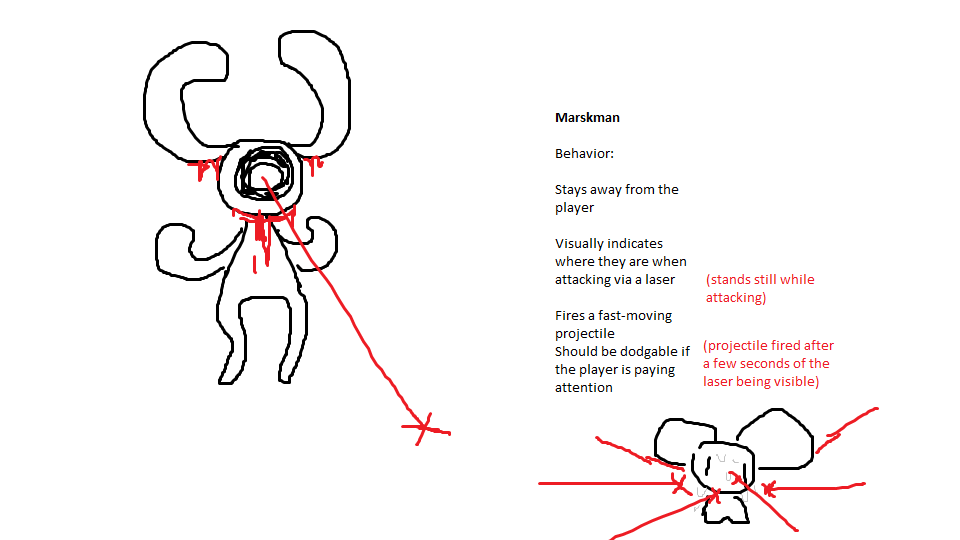 Marskman
Behavior:
Stays away from the
player
Visually indicates
where they are when
attacking via a laser
(stands still while
attacking)
Fires a fast-moving
projectile
Should be dodgable if
the player is paying
attention
(projectile fired after
a few seconds of the
laser being visible)